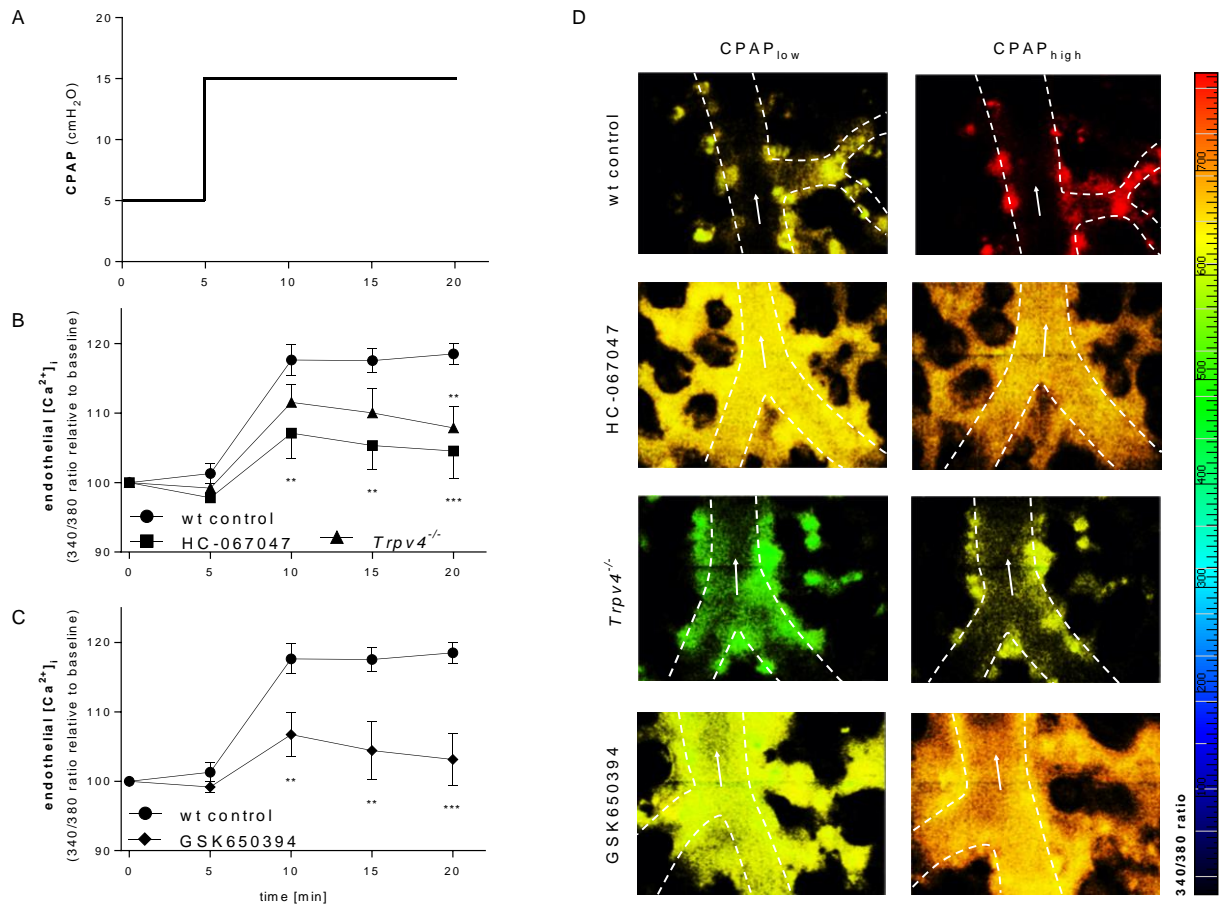 A
20
15
10
5
0
CPAP (cmH₂O)
0 5 10 15 20
B
120
110
100
90
endothelial [Ca²⁺]ᵢ
(340/380 ratio relative to baseline)
**
** ** ***
wt control
HC-067047
Trpv4⁻/⁻
0 5 10 15 20
C
120
110
100
90
endothelial [Ca²⁺]ᵢ
(340/380 ratio relative to baseline)
** ** ***
wt control
GSK650394
0 5 10 15 20
time [min]
D
CPAP_low CPAP_high
wt control
HC-067047
Trpv4⁻/⁻
GSK650394
700
600
500
400
300
200
340/380 ratio